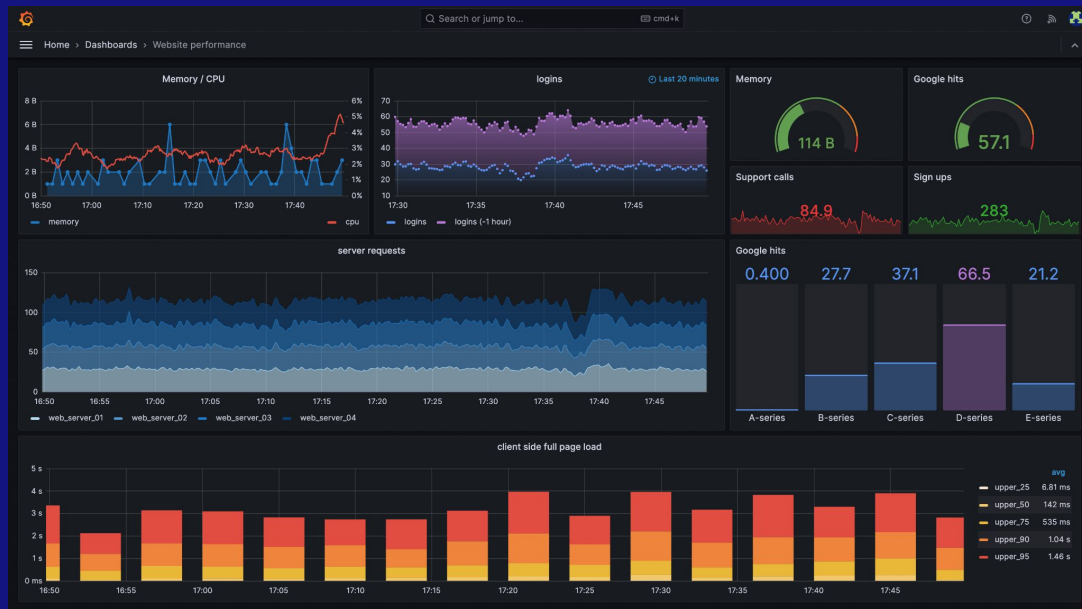 Search or jump to...
cmd+k
Home › Dashboards › Website performance
Memory / CPU
8 B
6 B
4 B
2 B
0 B
6%
5%
4%
3%
2%
1%
0%
16:50 17:00 17:10 17:20 17:30 17:40
memory
cpu
logins
Last 20 minutes
70
60
50
40
30
20
10
17:30 17:35 17:40 17:45
logins logins (-1 hour)
Memory
114 B
Google hits
57.1
Support calls
84.9
Sign ups
283
server requests
150
100
50
0
16:50 16:55 17:00 17:05 17:10 17:15 17:20 17:25 17:30 17:35 17:40 17:45
web_server_01 web_server_02 web_server_03 web_server_04
Google hits
0.400 27.7 37.1 66.5 21.2
A-series B-series C-series D-series E-series
client side full page load
5 s
4 s
3 s
2 s
1 s
0 ms
16:50 16:55 17:00 17:05 17:10 17:15 17:20 17:25 17:30 17:35 17:40 17:45
avg
upper_25 6.81 ms
upper_50 142 ms
upper_75 535 ms
upper_90 1.04 s
upper_95 1.46 s